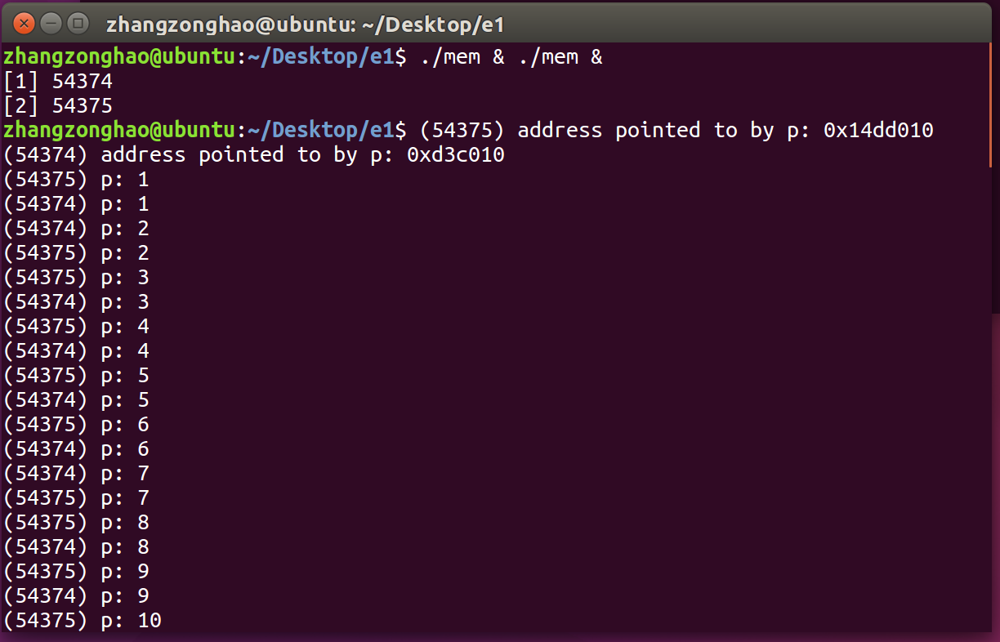 zhangzonghao@ubuntu: ~/Desktop/e1
zhangzonghao@ubuntu:~/Desktop/e1$ ./mem & ./mem &
[1] 54374
[2] 54375
zhangzonghao@ubuntu:~/Desktop/e1$ (54375) address pointed to by p: 0x14dd010
(54374) address pointed to by p: 0xd3c010
(54375) p: 1
(54374) p: 1
(54374) p: 2
(54375) p: 2
(54375) p: 3
(54374) p: 3
(54375) p: 4
(54374) p: 4
(54375) p: 5
(54374) p: 5
(54375) p: 6
(54374) p: 6
(54374) p: 7
(54375) p: 7
(54375) p: 8
(54374) p: 8
(54375) p: 9
(54374) p: 9
(54375) p: 10